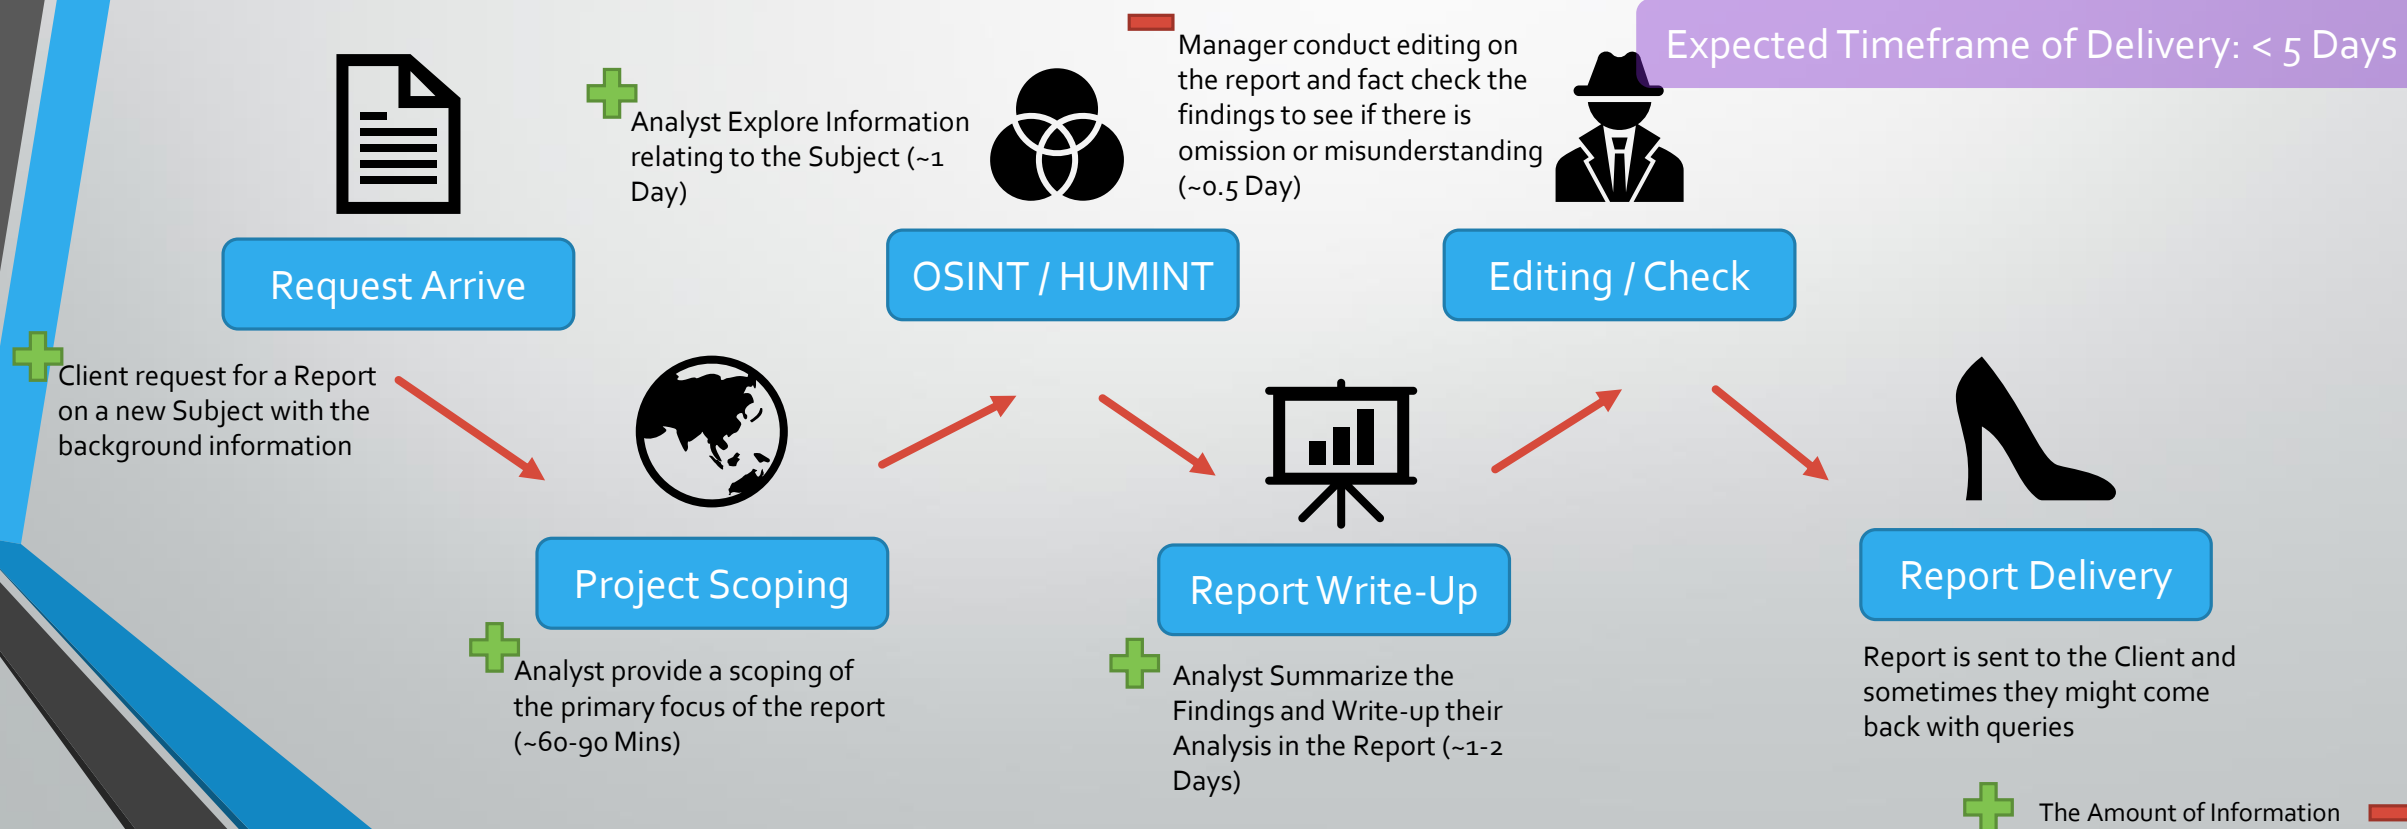 Expected Timeframe of Delivery: < 5 Days
Request Arrive
Client request for a Report
on a new Subject with the
background information
Project Scoping
Analyst provide a scoping of
the primary focus of the report
(~60-90 Mins)
Analyst Explore Information
relating to the Subject (~1
Day)
OSINT / HUMINT
Report Write-Up
Analyst Summarize the
Findings and Write-up their
Analysis in the Report (~1-2
Days)
Manager conduct editing on
the report and fact check the
findings to see if there is
omission or misunderstanding
(~0.5 Day)
Editing / Check
Report Delivery
Report is sent to the Client and
sometimes they might come
back with queries
The Amount of Information